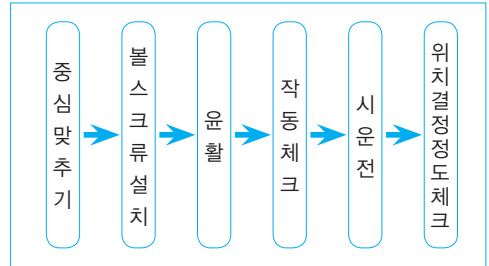 중심맞추기
볼스크류설치
윤활
작동체크
시운전
위치결정정도체크